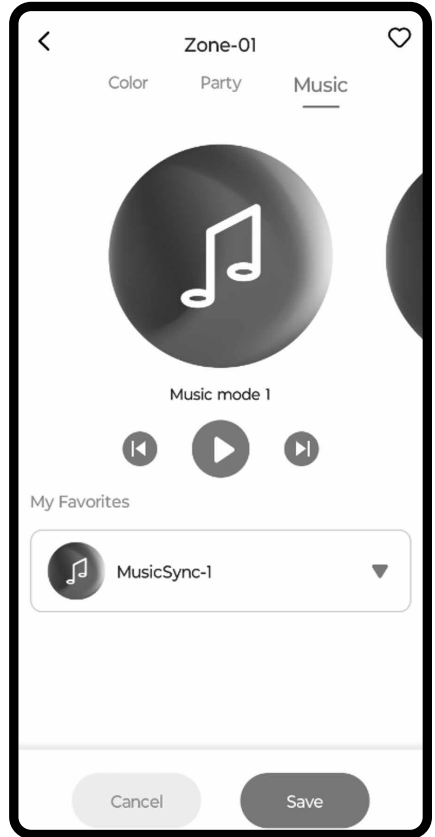 Zone-01
Color Party Music
Music mode 1
My Favorites
MusicSync-1
Cancel Save